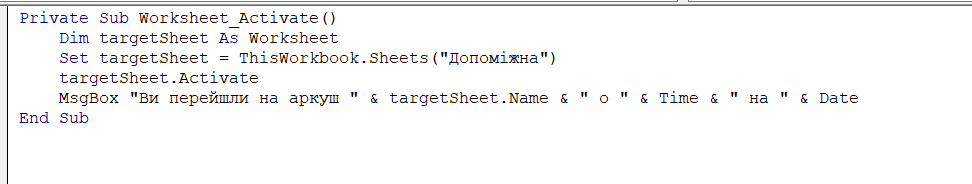 Private Sub Worksheet_Activate()
    Dim targetSheet As Worksheet
    Set targetSheet = ThisWorkbook.Sheets("Допоміжна")
    targetSheet.Activate
    MsgBox "Ви перейшли на аркуш " & targetSheet.Name & " о " & Time & " на " & Date
End Sub